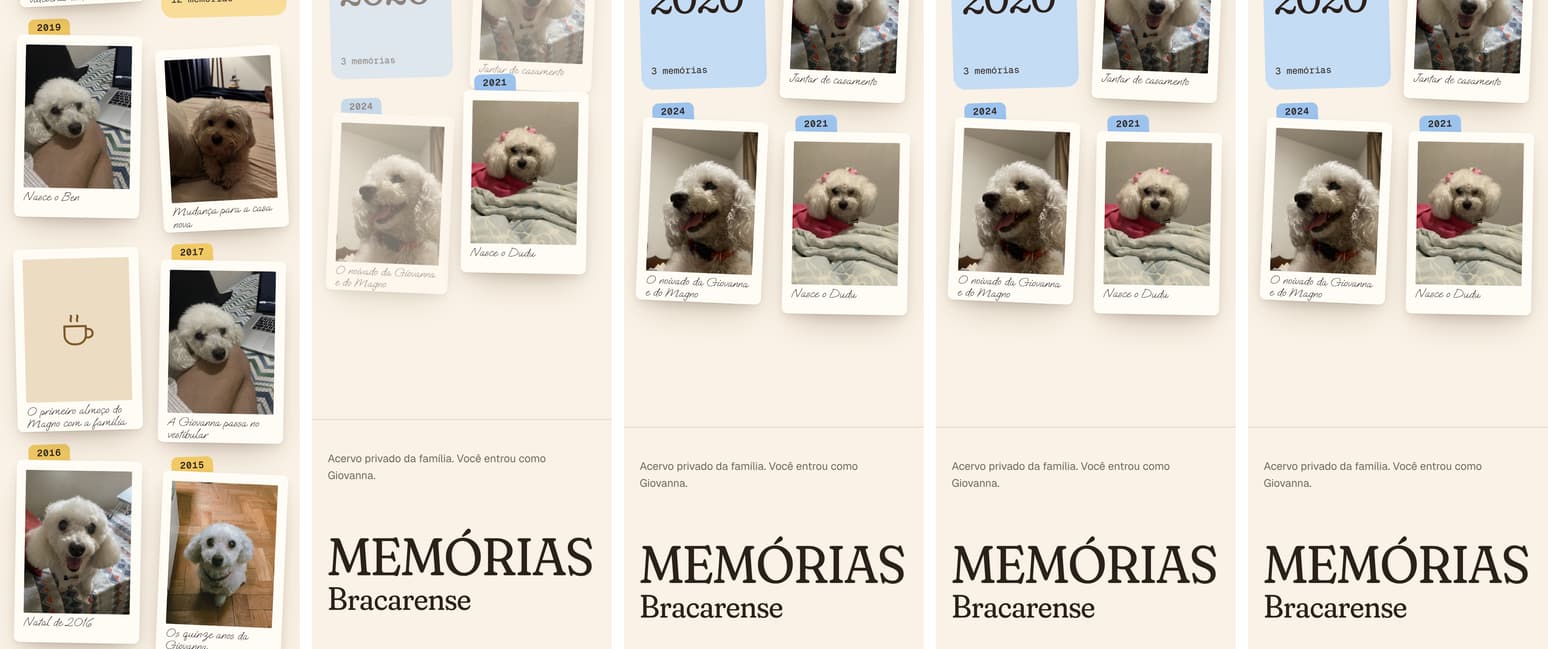 12 memórias
2019
Nasce o Ben
Mudança para a casa
nova
O primeiro almoço do
Magno com a família
2017
A Giovanna passa no
vestibular
2016
Natal de 2016
2015
Os quinze anos da
Giovanna
2020
3 memórias
Jantar de casamento
2024
O noivado da Giovanna
e do Magno
2021
Nasce o Dudu
Acervo privado da família. Você entrou como
Giovanna.
MEMÓRIAS
Bracarense
2020
3 memórias
Jantar de casamento
2024
O noivado da Giovanna
e do Magno
2021
Nasce o Dudu
Acervo privado da família. Você entrou como
Giovanna.
MEMÓRIAS
Bracarense
2020
3 memórias
Jantar de casamento
2024
O noivado da Giovanna
e do Magno
2021
Nasce o Dudu
Acervo privado da família. Você entrou como
Giovanna.
MEMÓRIAS
Bracarense
2020
3 memórias
Jantar de casamento
2024
O noivado da Giovanna
e do Magno
2021
Nasce o Dudu
Acervo privado da família. Você entrou como
Giovanna.
MEMÓRIAS
Bracarense